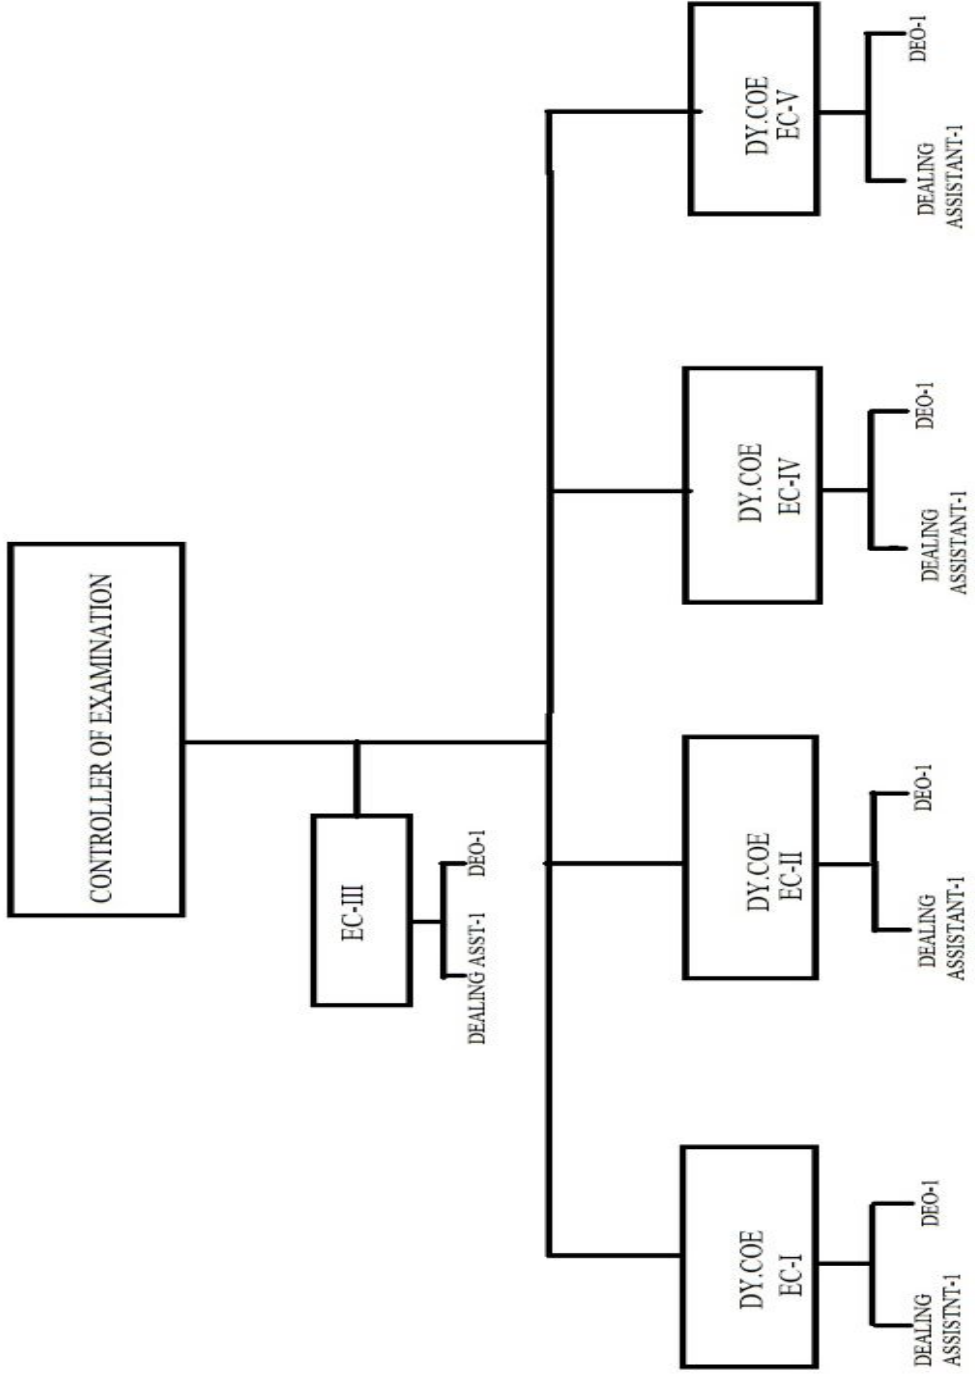 CONTROLLER OF EXAMINATION
EC-III
DEALING ASST-1
DEO-1
DY.COE
EC-I
DEALING
ASSISTNT-1
DEO-1
DY.COE
EC-II
DEALING
ASSISTANT-1
DEO-1
DY.COE
EC-IV
DEALING
ASSISTANT-1
DEO-1
DY.COE
EC-V
DEALING
ASSISTANT-1
DEO-1